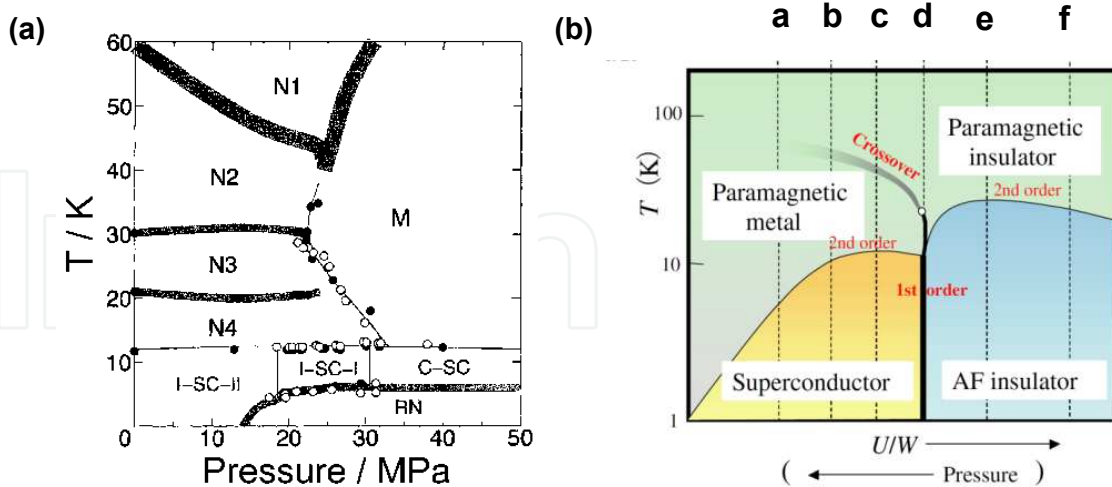 (a)
60
50
40
30
20
10
0
T / K
N1
N2
M
N3
N4
I–SC–II
I–SC–I
C–SC
RN
0 10 20 30 40 50
Pressure / MPa
(b)
a b c d e f
100
10
1
T (K)
Crossover
Paramagnetic
insulator
Paramagnetic
metal
2nd order
2nd order
1st order
Superconductor
AF insulator
U/W
( Pressure )